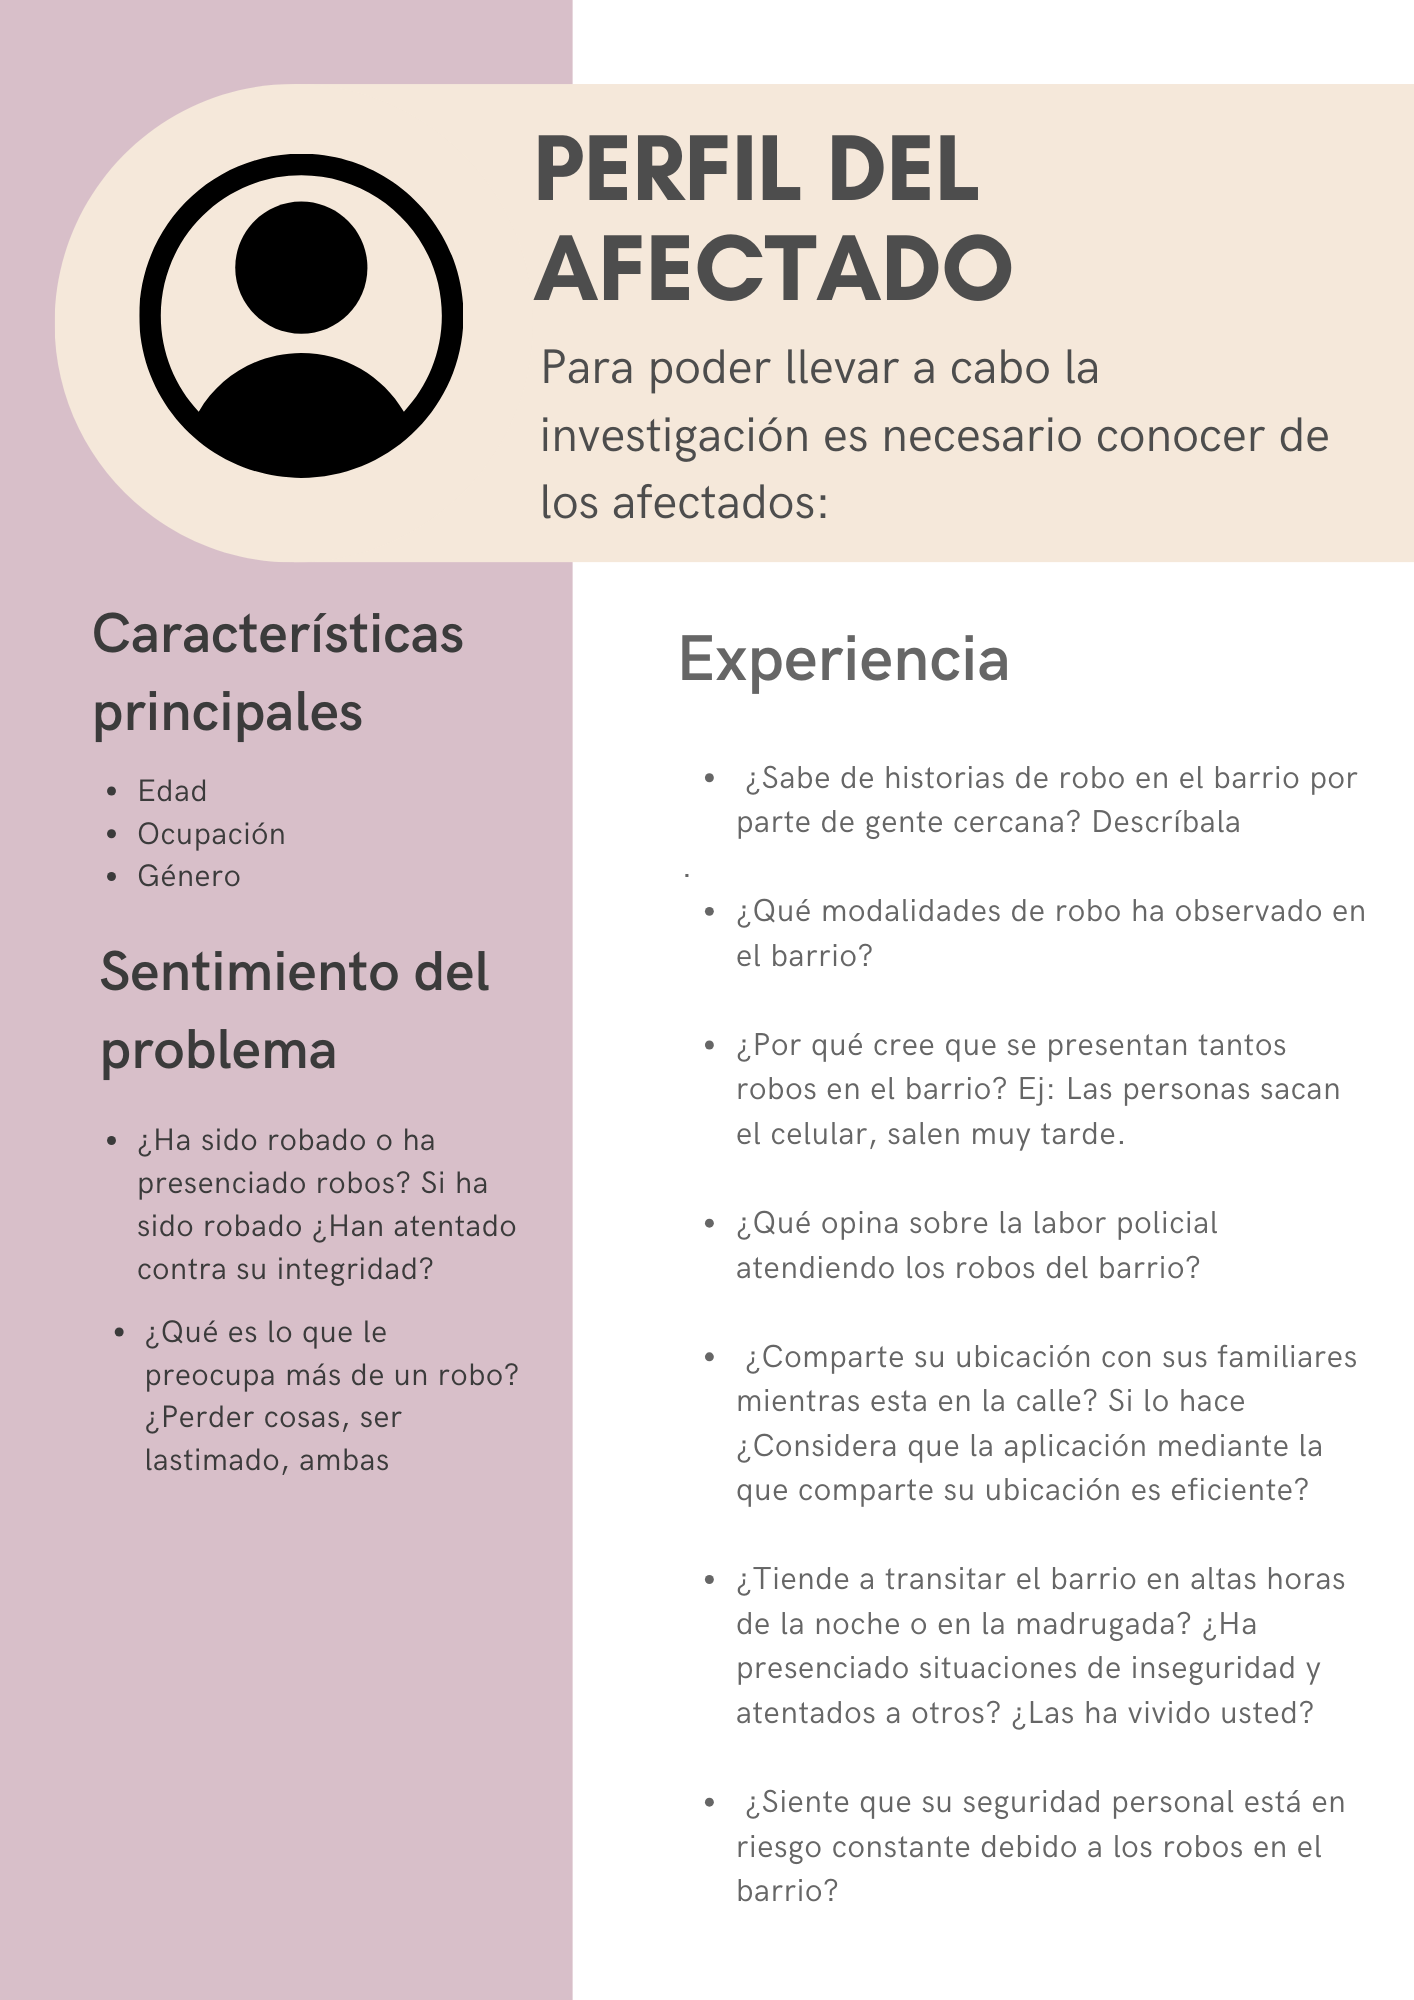 PERFIL DEL
AFECTADO
Para poder llevar a cabo la
investigación es necesario conocer de
los afectados:
Características
principales
• Edad
• Ocupación
• Género
Sentimiento del
problema
• ¿Ha sido robado o ha
presenciado robos? Si ha
sido robado ¿Han atentado
contra su integridad?
• ¿Qué es lo que le
preocupa más de un robo?
¿Perder cosas, ser
lastimado, ambas
Experiencia
• ¿Sabe de historias de robo en el barrio por
parte de gente cercana? Descríbala
.
• ¿Qué modalidades de robo ha observado en
el barrio?
• ¿Por qué cree que se presentan tantos
robos en el barrio? Ej: Las personas sacan
el celular, salen muy tarde.
• ¿Qué opina sobre la labor policial
atendiendo los robos del barrio?
• ¿Comparte su ubicación con sus familiares
mientras esta en la calle? Si lo hace
¿Considera que la aplicación mediante la
que comparte su ubicación es eficiente?
• ¿Tiende a transitar el barrio en altas horas
de la noche o en la madrugada? ¿Ha
presenciado situaciones de inseguridad y
atentados a otros? ¿Las ha vivido usted?
• ¿Siente que su seguridad personal está en
riesgo constante debido a los robos en el
barrio?